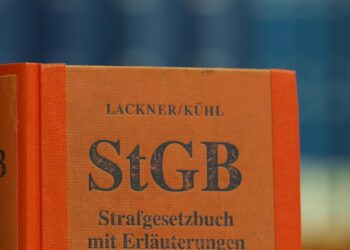 LACKNER/KÜHL
StGB
Strafgesetzbuch
mit Erläuterungen
B